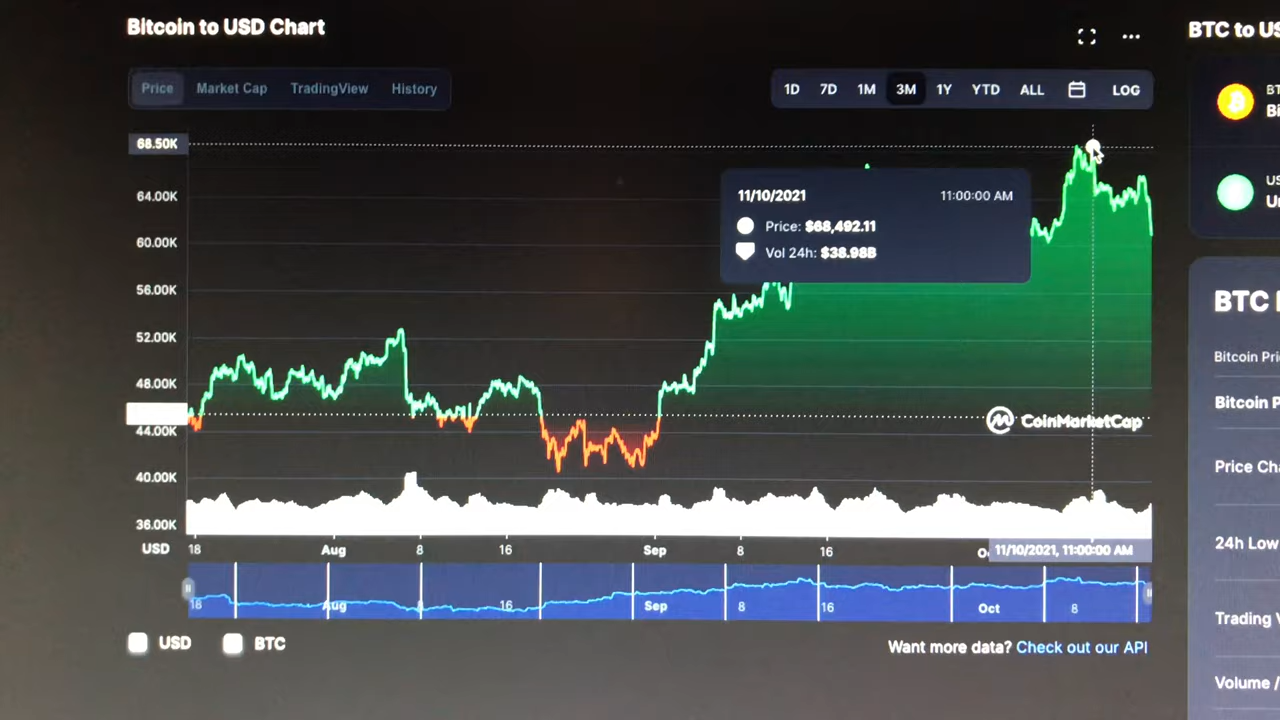 Bitcoin to USD Chart
BTC to US
Price Market Cap TradingView History
1D 7D 1M 3M 1Y YTD ALL LOG
68.50K
64.00K
60.00K
56.00K
52.00K
48.00K
44.00K
40.00K
36.00K
11/10/2021 11:00:00 AM
Price: $68,492.11
Vol 24h: $38.98B
CoinMarketCap
USD 18 Aug 8 16 Sep 8 16 11/10/2021, 11:00:00 AM
18 Aug 8 16 Sep 8 16 Oct 8
USD BTC
Want more data? Check out our API
BT
Bi
US
BTC
Bitcoin Pri
Bitcoin P
Price Cha
24h Low
Trading V
Volume /